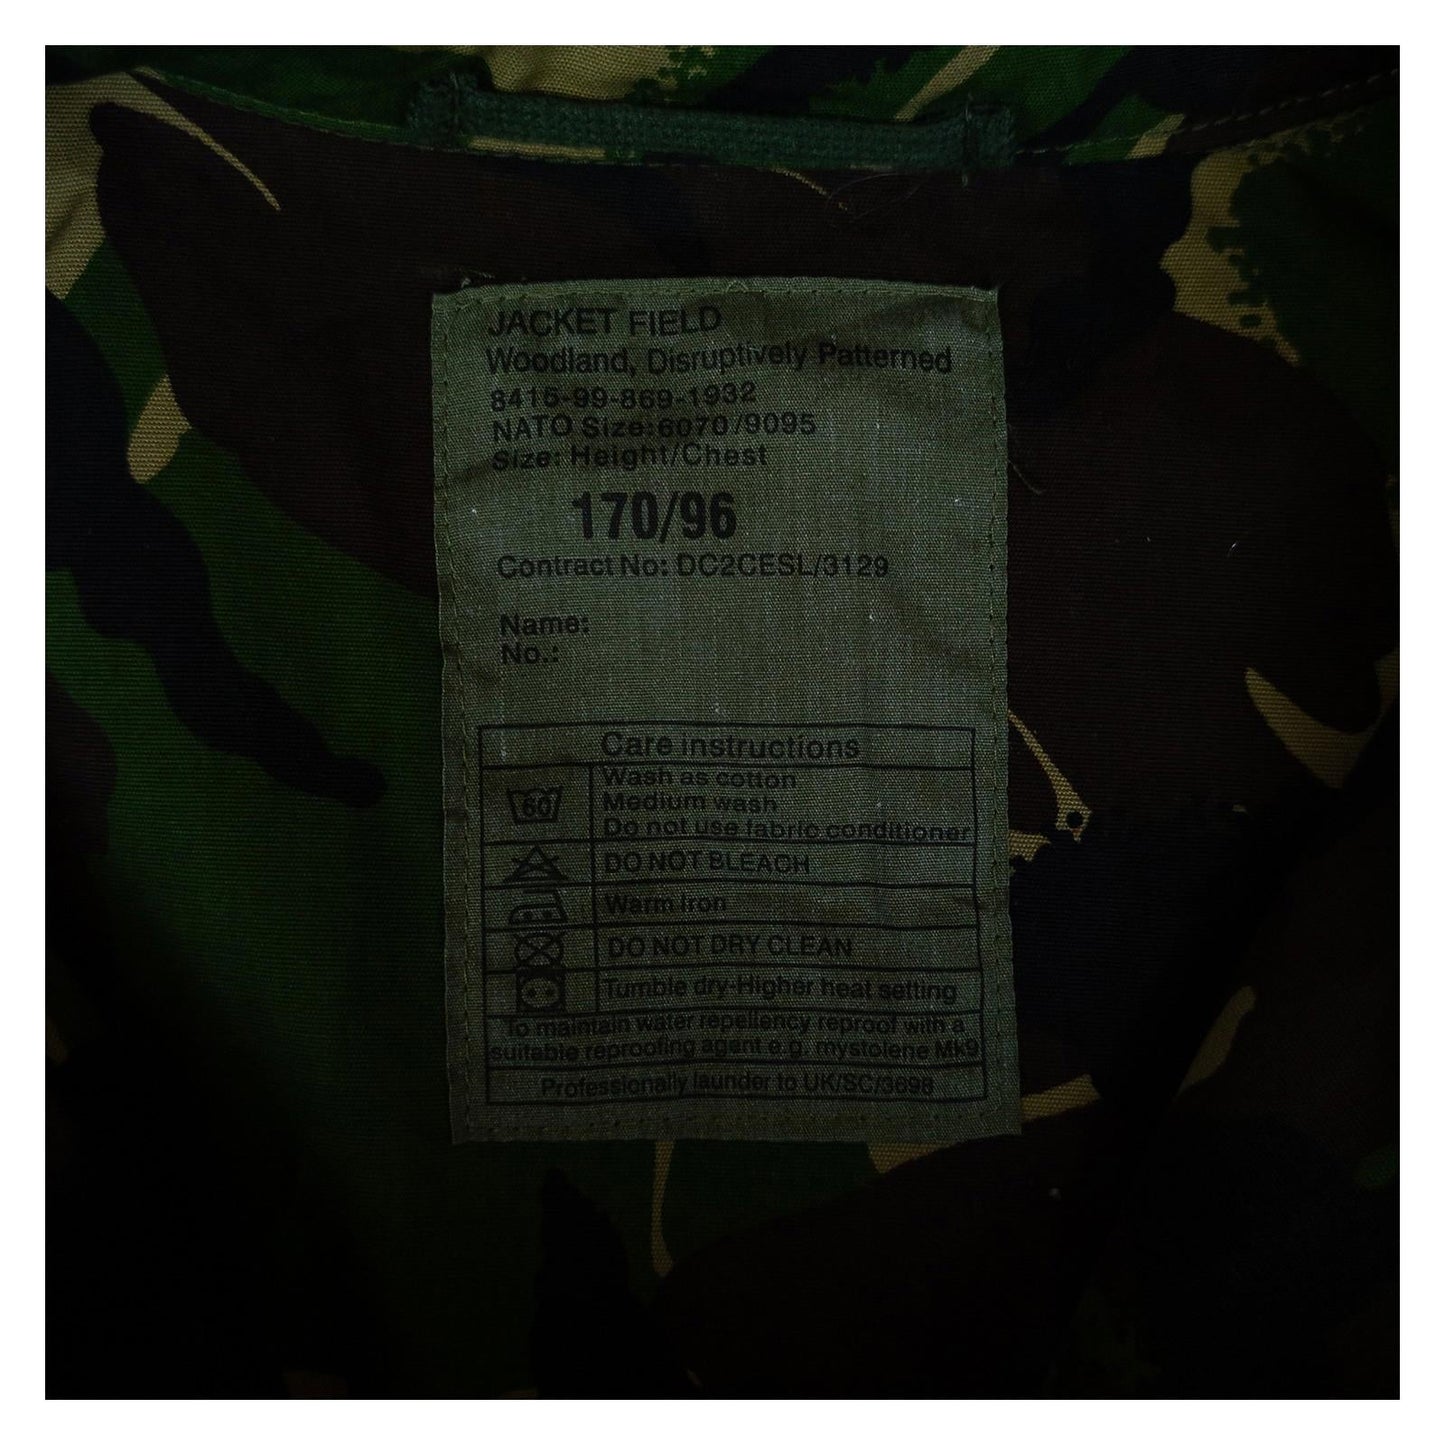 JACKET FIELD
Woodland, Disruptively Patterned
8415-99-869-1932
NATO Size:6070/9095
Size: Height/Chest
170/96
Contract No: DC2CESL/3129
Name:
No.:
Care instructions
60
Wash as cotton
Medium wash
Do not use fabric conditioner
DO NOT BLEACH
Warm iron
DO NOT DRY CLEAN
Tumble dry-Higher heat setting
To maintain water repellency reproof with a
suitable reproofing agent e.g. mystolene Mk9
Professionally launder to UK/SC/3698